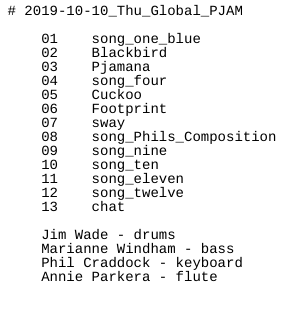 # 2019-10-10_Thu_Global_PJAM
01 song_one_blue
02 Blackbird
03 Pjamana
04 song_four
05 Cuckoo
06 Footprint
07 sway
08 song_Phils_Composition
09 song_nine
10 song_ten
11 song_eleven
12 song_twelve
13 chat
Jim Wade - drums
Marianne Windham - bass
Phil Craddock - keyboard
Annie Parkera - flute